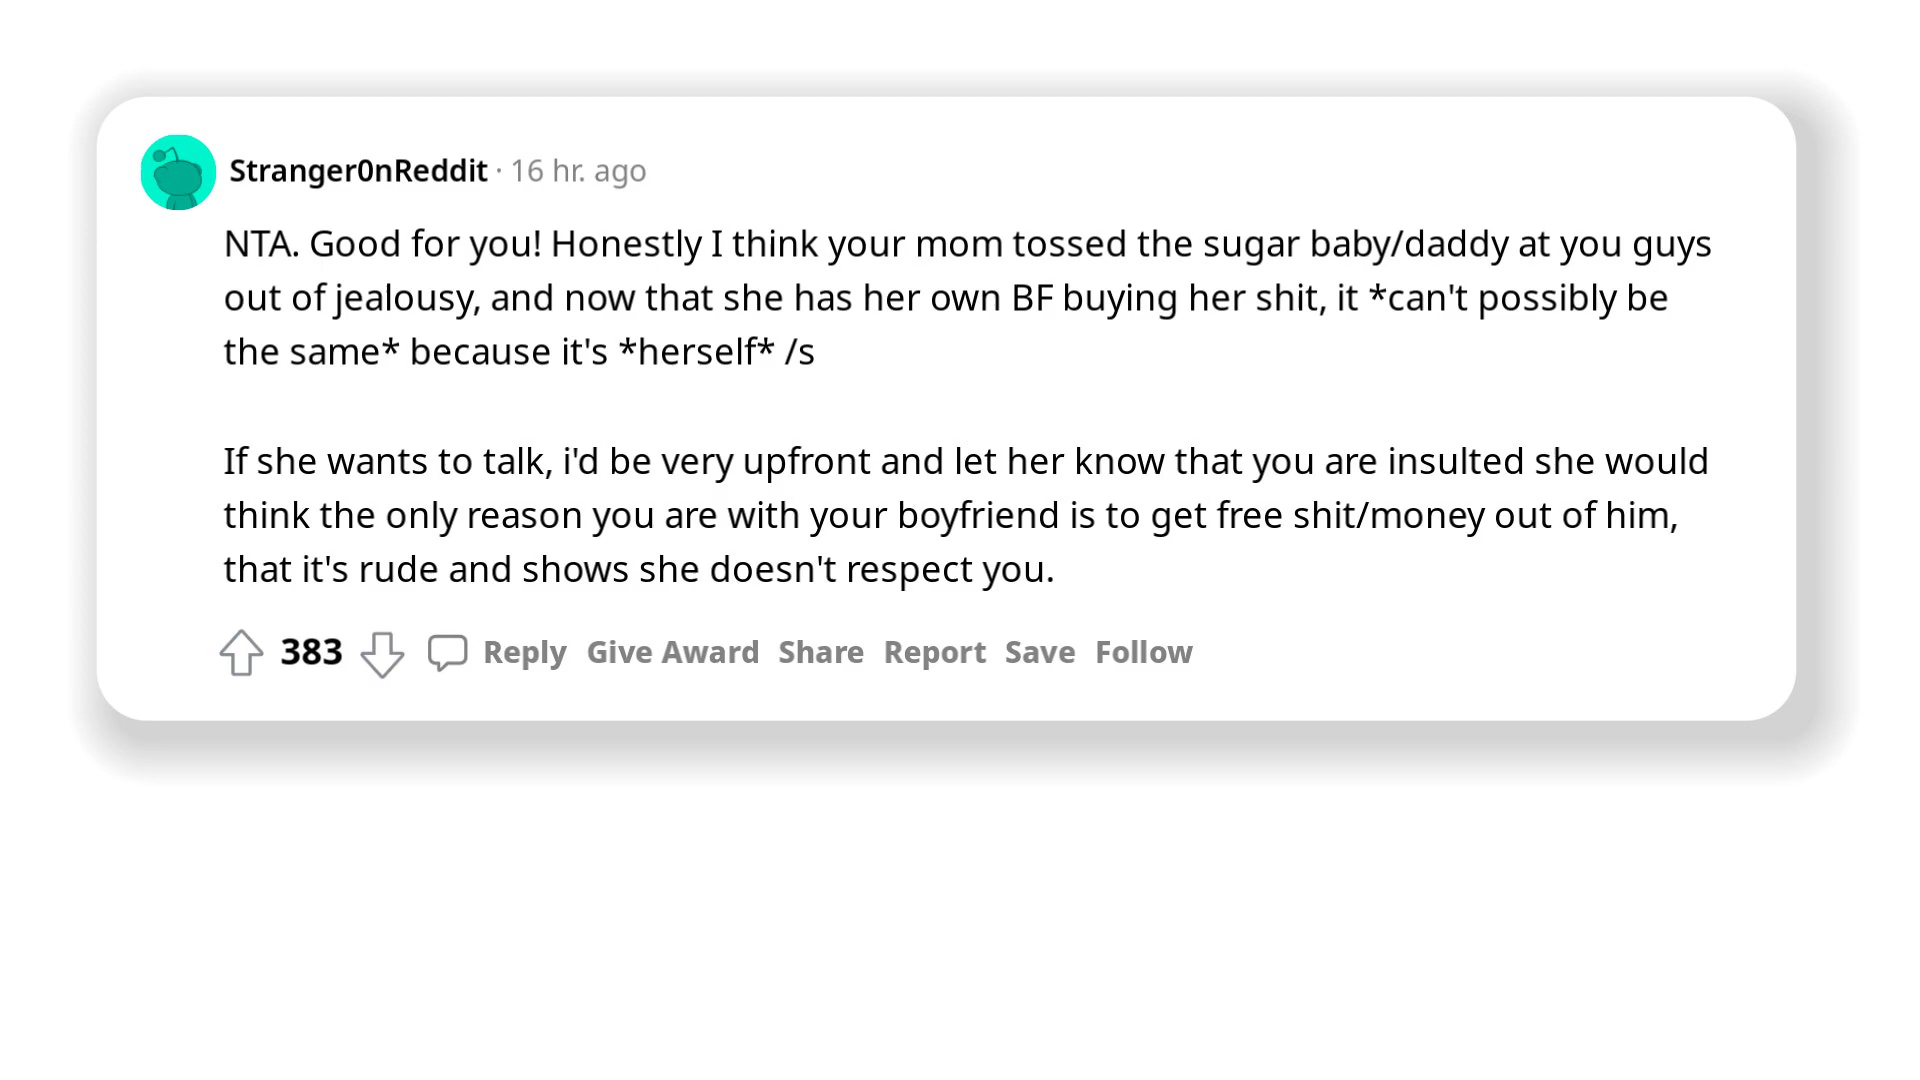 Stranger0nReddit · 16 hr. ago
NTA. Good for you! Honestly I think your mom tossed the sugar baby/daddy at you guys
out of jealousy, and now that she has her own BF buying her shit, it *can't possibly be
the same* because it's *herself* /s
If she wants to talk, i'd be very upfront and let her know that you are insulted she would
think the only reason you are with your boyfriend is to get free shit/money out of him,
that it's rude and shows she doesn't respect you.
383 Reply Give Award Share Report Save Follow